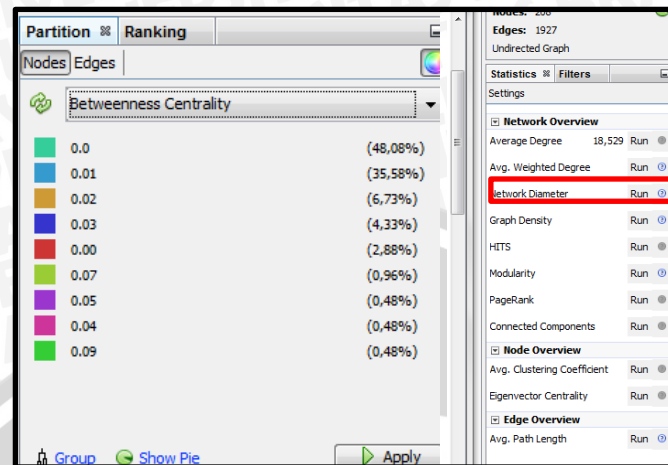 Partition Ranking
Nodes Edges
Betweenness Centrality
0.0 (48,08%)
0.01 (35,58%)
0.02 (6,73%)
0.03 (4,33%)
0.00 (2,88%)
0.07 (0,96%)
0.05 (0,48%)
0.04 (0,48%)
0.09 (0,48%)
Group Show Pie Apply
Nodes: 208
Edges: 1927
Undirected Graph
Statistics Filters
Settings
Network Overview
Average Degree 18,529 Run
Avg. Weighted Degree Run
Network Diameter Run
Graph Density Run
HITS Run
Modularity Run
PageRank Run
Connected Components Run
Node Overview
Avg. Clustering Coefficient Run
Eigenvector Centrality Run
Edge Overview
Avg. Path Length Run